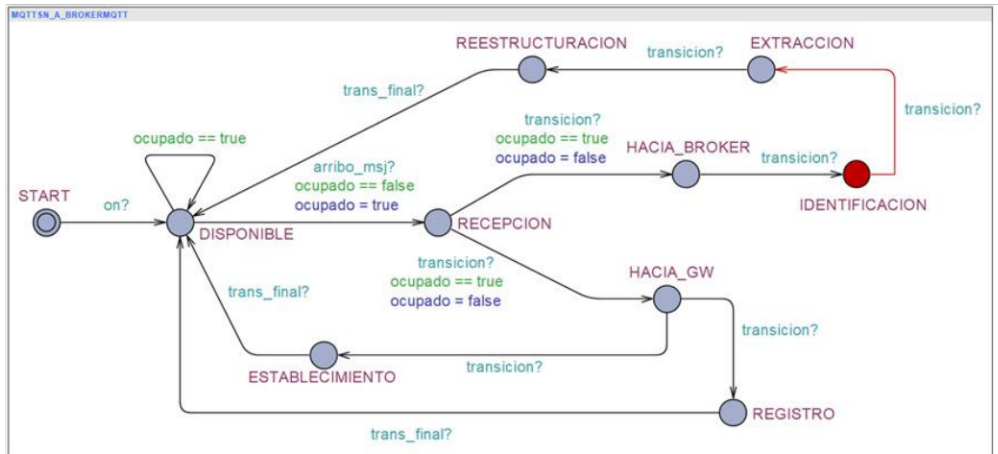 MQTTSN_A_BROKERMQTT
REESTRUCTURACION
transicion?
EXTRACCION
trans_final?
transicion?
ocupado == true
transicion?
ocupado == true
ocupado = false
HACIA_BROKER
transicion?
IDENTIFICACION
START
on?
DISPONIBLE
arribo_msj?
ocupado == false
ocupado = true
RECEPCION
transicion?
ocupado == true
ocupado = false
HACIA_GW
trans_final?
transicion?
transicion?
ESTABLECIMIENTO
REGISTRO
trans_final?